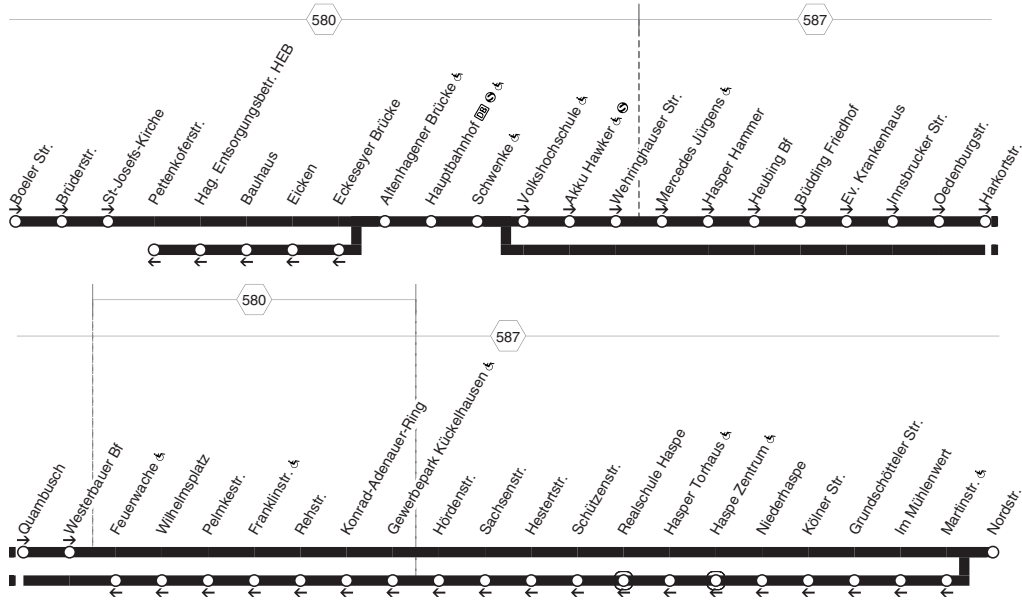 580
587
Boeler Str.
Brüderstr.
St-Josefs-Kirche
Pettenkoferstr.
Hag. Entsorgungsbetr. HEB
Bauhaus
Eicken
Eckeseyer Brücke
Altenhagener Brücke
Hauptbahnhof DB S
Schwenke
Volkshochschule
Akku Hawker S
Wehringhauser Str.
Mercedes Jürgens
Hasper Hammer
Heubing Bf
Büdding Friedhof
Ev. Krankenhaus
Innsbrucker Str.
Oedenburgstr.
Harkortstr.
580
587
Quambusch
Westerbauer Bf
Feuerwache
Wilhelmsplatz
Pelmkestr.
Franklinstr.
Rehstr.
Konrad-Adenauer-Ring
Gewerbepark Kückelhausen
Hördenstr.
Sachsenstr.
Hestertstr.
Schützenstr.
Realschule Haspe
Hasper Torhaus
Haspe Zentrum
Niederhaspe
Kölner Str.
Grundschötteler Str.
Im Mühlenwert
Martinstr.
Nordstr.